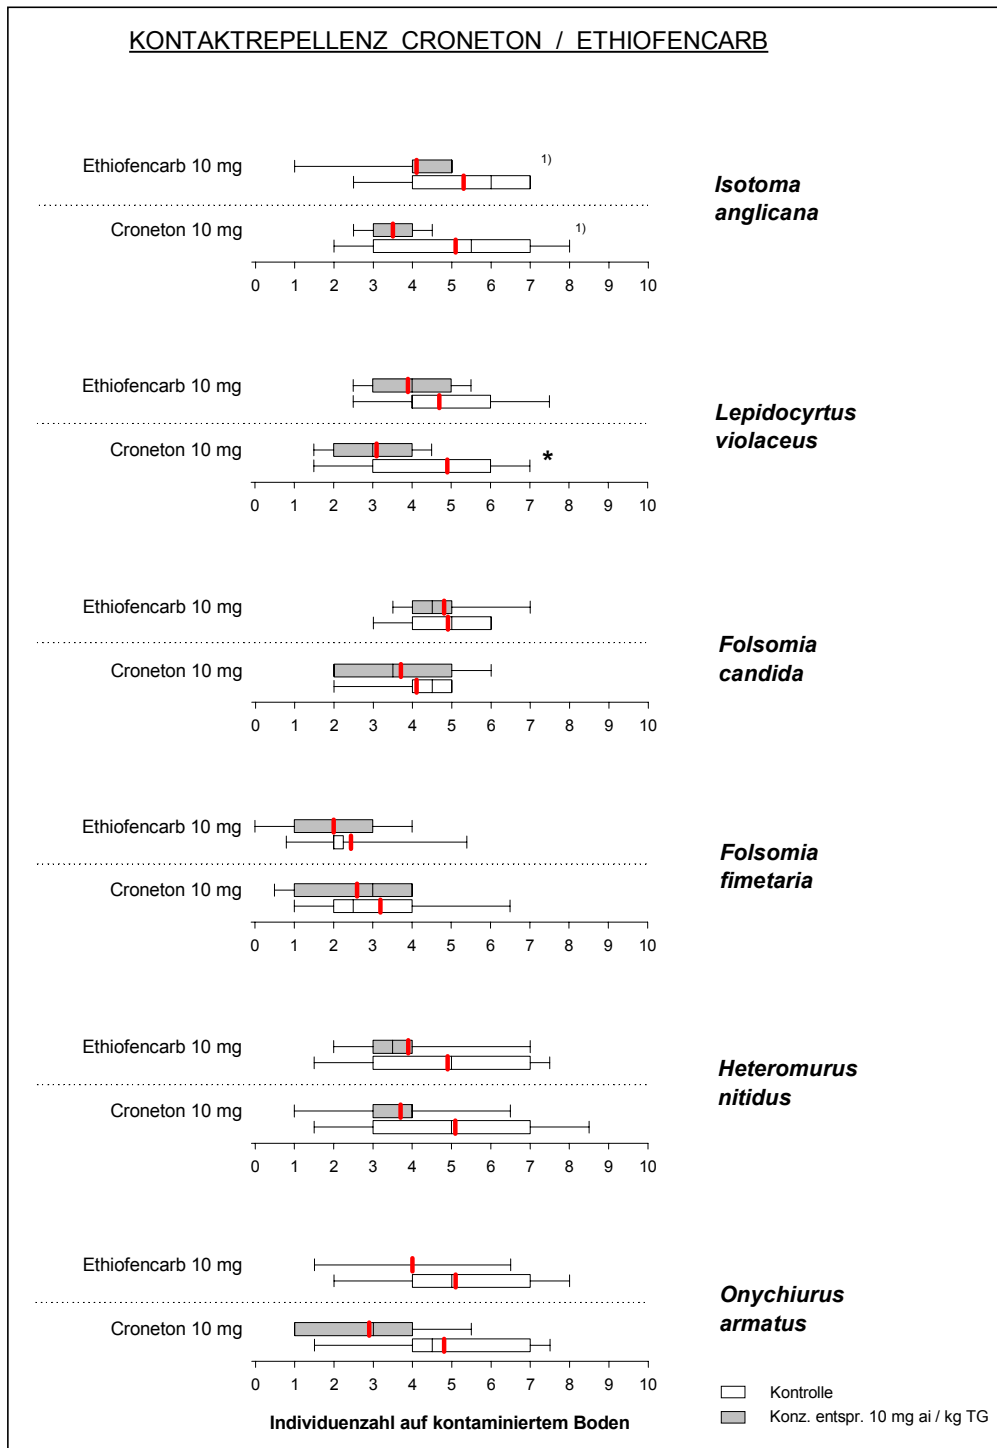 KONTAKTREPELLENZ CRONETON / ETHIOFENCARB
Ethiofencarb 10 mg
1)
Croneton 10 mg
1)
Isotoma
anglicana
0 1 2 3 4 5 6 7 8 9 10
Ethiofencarb 10 mg
Croneton 10 mg
*
Lepidocyrtus
violaceus
0 1 2 3 4 5 6 7 8 9 10
Ethiofencarb 10 mg
Croneton 10 mg
Folsomia
candida
0 1 2 3 4 5 6 7 8 9 10
Ethiofencarb 10 mg
Croneton 10 mg
Folsomia
fimetaria
0 1 2 3 4 5 6 7 8 9 10
Ethiofencarb 10 mg
Croneton 10 mg
Heteromurus
nitidus
0 1 2 3 4 5 6 7 8 9 10
Ethiofencarb 10 mg
Croneton 10 mg
Onychiurus
armatus
0 1 2 3 4 5 6 7 8 9 10
Individuenzahl auf kontaminiertem Boden
Kontrolle
Konz. entspr. 10 mg ai / kg TG